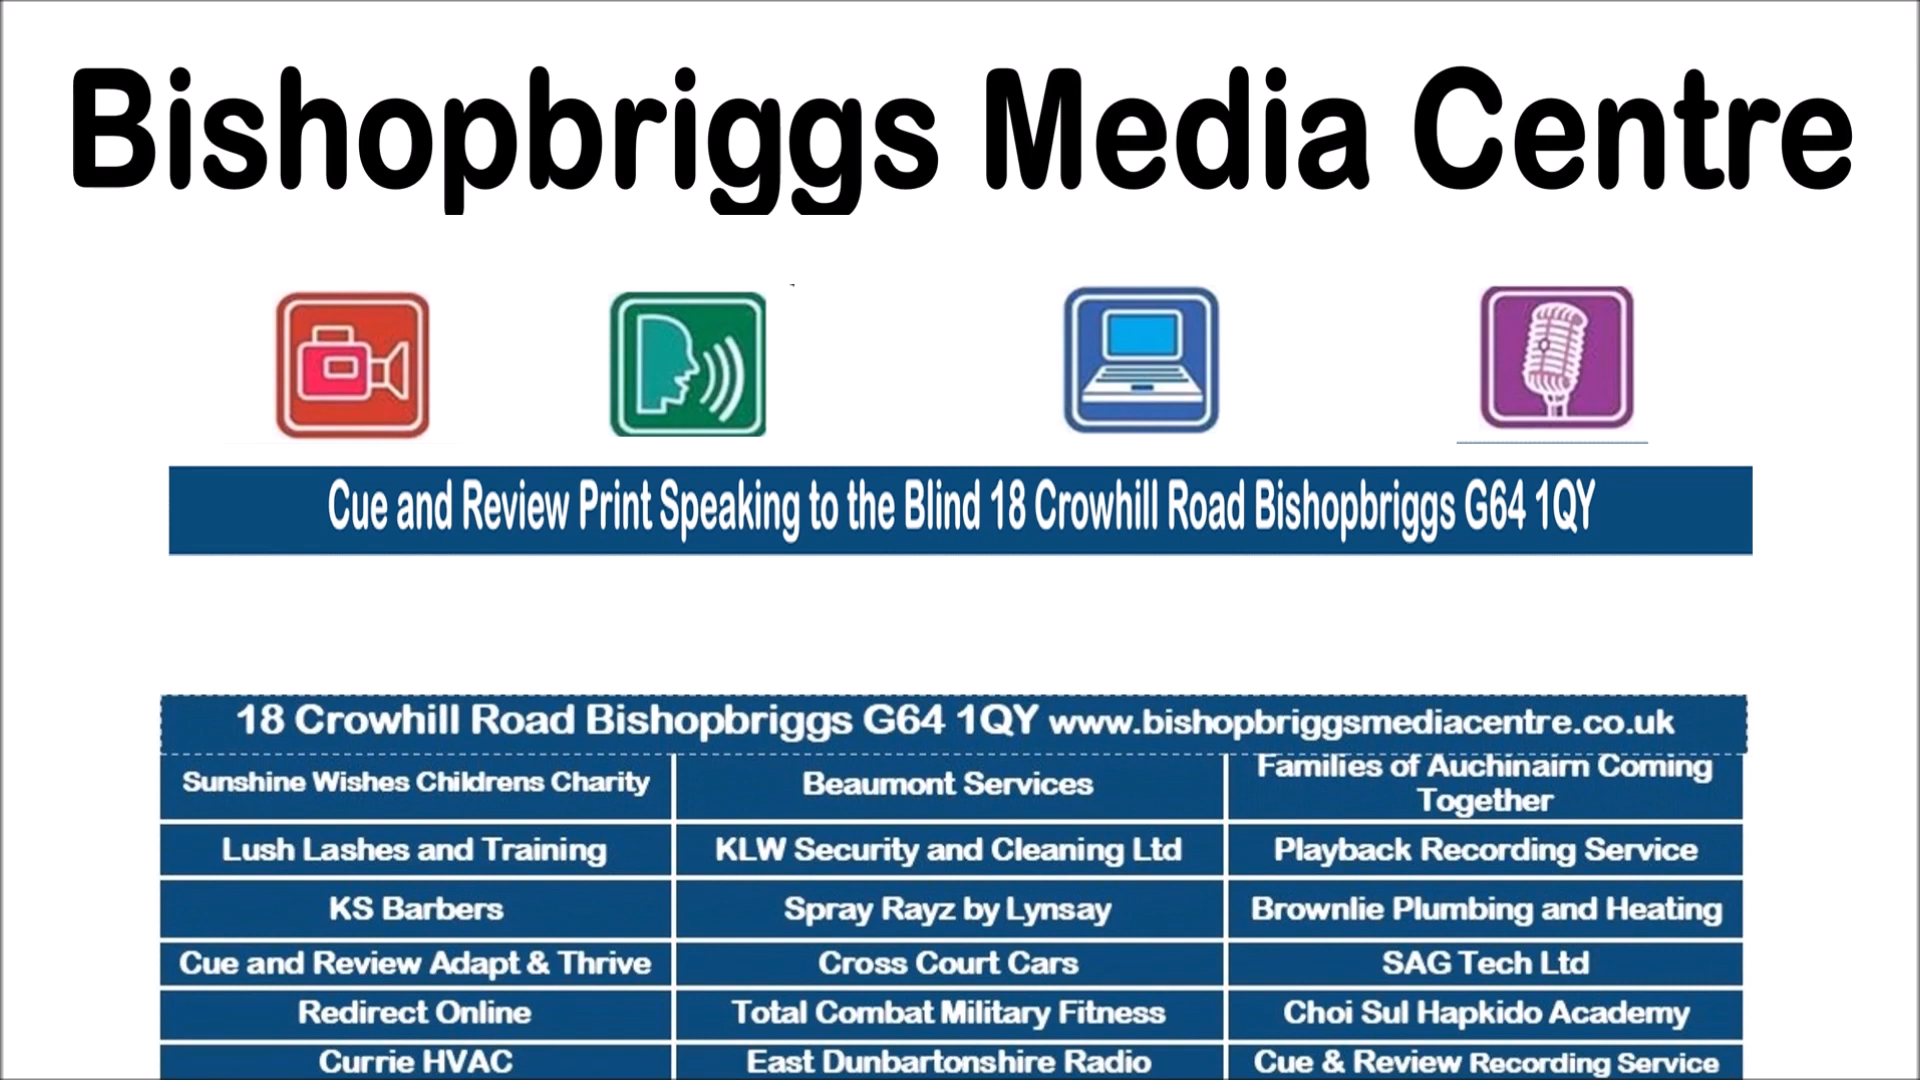 Bishopbriggs Media Centre
Cue and Review Print Speaking to the Blind 18 Crowhill Road Bishopbriggs G64 1QY
18 Crowhill Road Bishopbriggs G64 1QY www.bishopbriggsmediacentre.co.uk
Sunshine Wishes Childrens Charity
Beaumont Services
Families of Auchinairn Coming
Together
Lush Lashes and Training
KLW Security and Cleaning Ltd
Playback Recording Service
KS Barbers
Spray Rayz by Lynsay
Brownlie Plumbing and Heating
Cue and Review Adapt & Thrive
Cross Court Cars
SAG Tech Ltd
Redirect Online
Total Combat Military Fitness
Choi Sul Hapkido Academy
Currie HVAC
East Dunbartonshire Radio
Cue & Review Recording Service